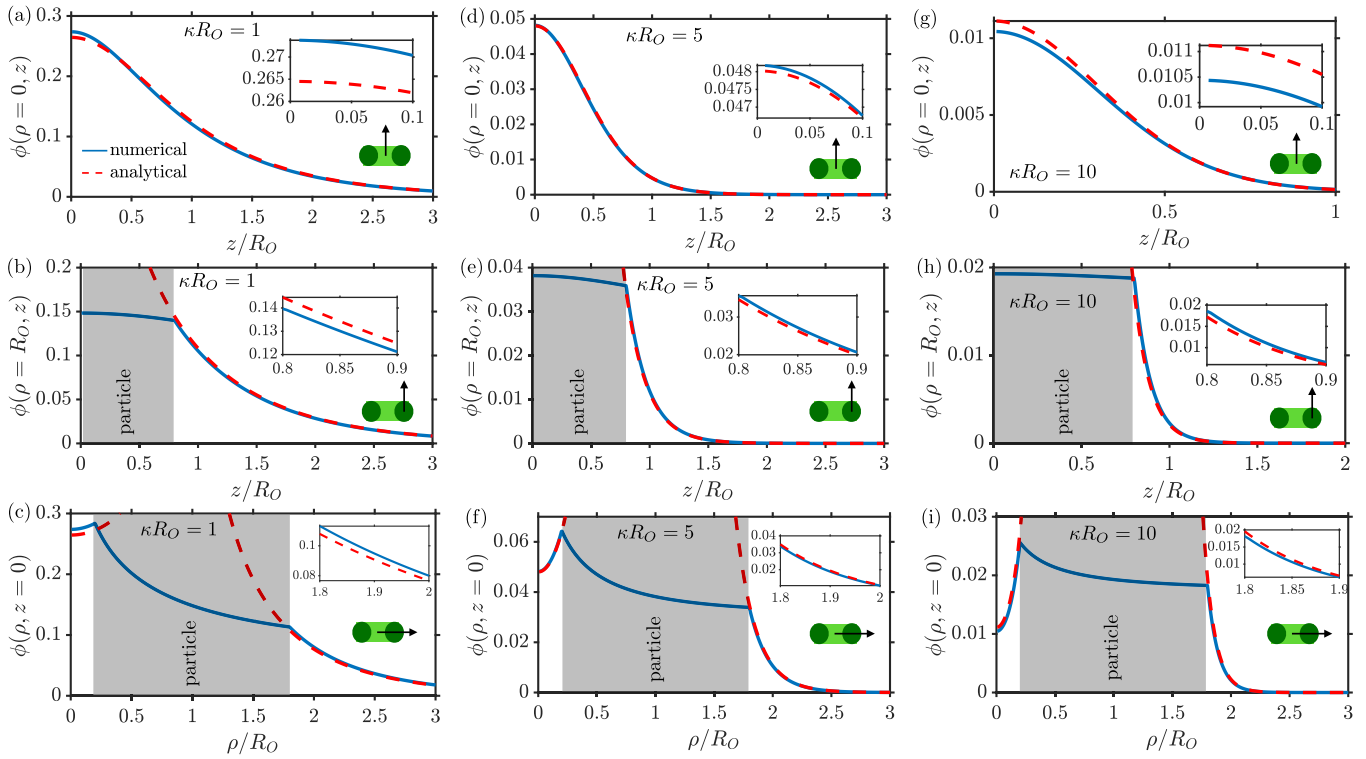 (a)
κR_O = 1
ϕ(ρ = 0, z)
0.4
0.3
0.2
0.1
0
0.27
0.265
0.26
0 0.05 0.1
numerical
analytical
0 0.5 1 1.5 2 2.5 3
z/R_O
(d)
κR_O = 5
ϕ(ρ = 0, z)
0.05
0.04
0.03
0.02
0.01
0.00
0.048
0.0475
0.047
0 0.05 0.1
0 0.5 1 1.5 2 2.5 3
z/R_O
(g)
ϕ(ρ = 0, z)
0.01
0.005
0
0.011
0.0105
0.01
0 0.05 0.1
κR_O = 10
0 0.5 1
z/R_O
(b)
κR_O = 1
ϕ(ρ = R_O, z)
0.2
0.15
0.1
0.05
0
0.14
0.13
0.12
0.8 0.85 0.9
particle
0 0.5 1 1.5 2 2.5 3
z/R_O
(e)
κR_O = 5
ϕ(ρ = R_O, z)
0.04
0.03
0.02
0.01
0
0.03
0.02
0.8 0.85 0.9
particle
0 0.5 1 1.5 2 2.5 3
z/R_O
(h)
κR_O = 10
ϕ(ρ = R_O, z)
0.02
0.01
0
0.02
0.015
0.01
0.8 0.85 0.9
particle
0 0.5 1 1.5 2
z/R_O
(c)
κR_O = 1
ϕ(ρ, z = 0)
0.3
0.2
0.1
0
0.1
0.08
1.8 1.9 2
particle
0 0.5 1 1.5 2 2.5 3
ρ/R_O
(f)
κR_O = 5
ϕ(ρ, z = 0)
0.06
0.04
0.02
0.00
0.04
0.03
0.02
1.8 1.9 2
particle
0 0.5 1 1.5 2 2.5 3
ρ/R_O
(i)
κR_O = 10
ϕ(ρ, z = 0)
0.03
0.02
0.01
0.00
0.02
0.015
0.01
1.8 1.85 1.9
particle
0 0.5 1 1.5 2 2.5 3
ρ/R_O